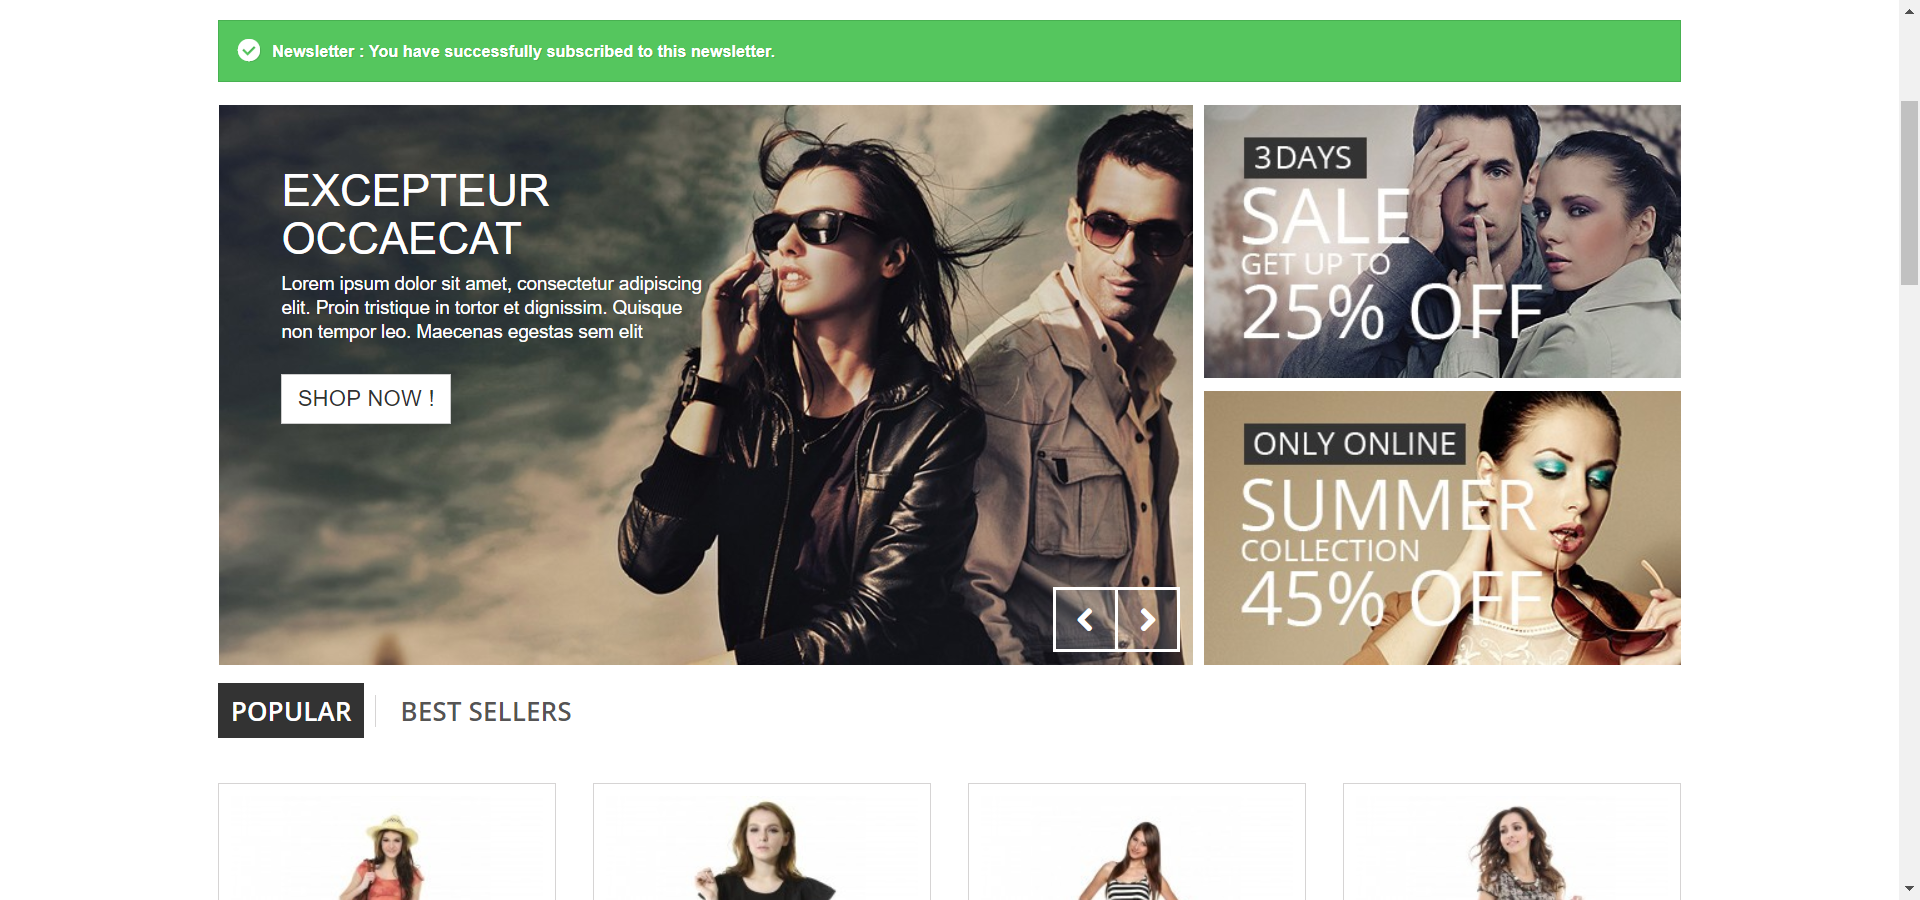 Newsletter : You have successfully subscribed to this newsletter.
EXCEPTEUR
OCCAECAT
Lorem ipsum dolor sit amet, consectetur adipiscing
elit. Proin tristique in tortor et dignissim. Quisque
non tempor leo. Maecenas egestas sem elit
SHOP NOW !
3 DAYS
SALE
GET UP TO
25% OFF
ONLY ONLINE
SUMMER
COLLECTION
45% OFF
POPULAR
BEST SELLERS